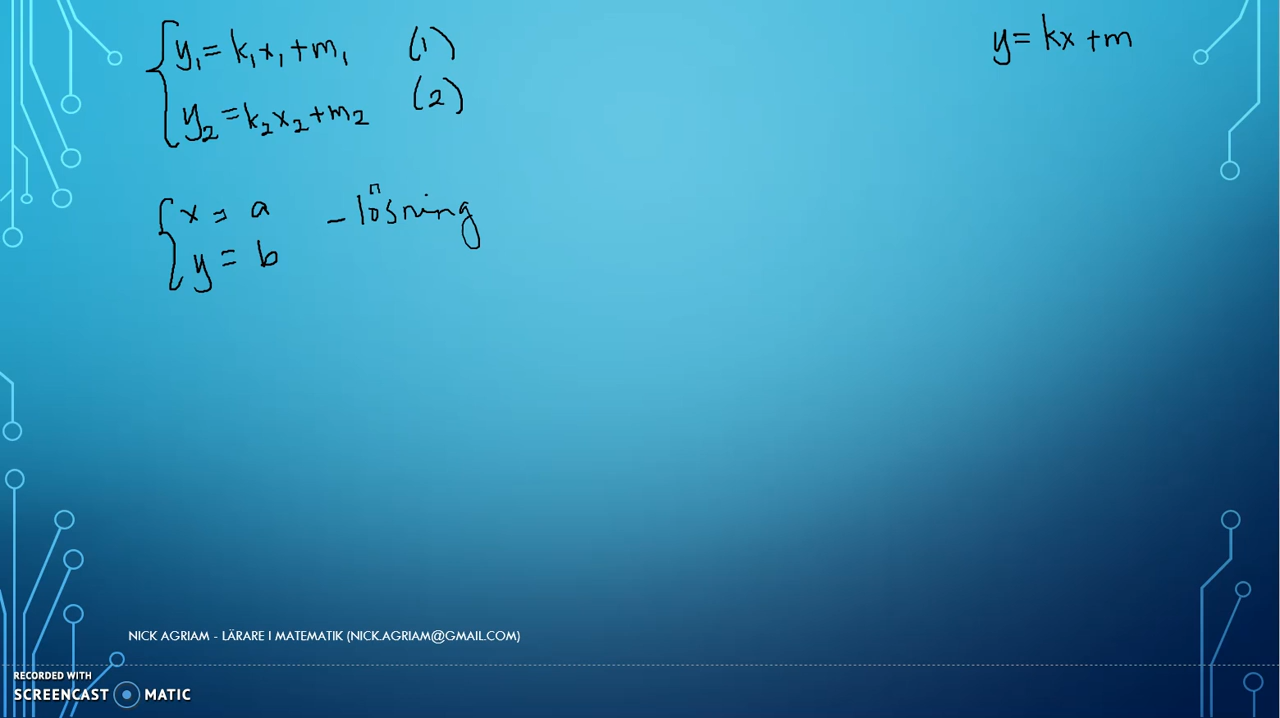 y₁ = k₁x₁ + m₁ (1)
y₂ = k₂x₂ + m₂ (2)
y = kx + m
x = a – lösning
y = b
NICK AGRIAM - LÄRARE I MATEMATIK (NICK.AGRIAM@GMAIL.COM)
RECORDED WITH
SCREENCAST MATIC